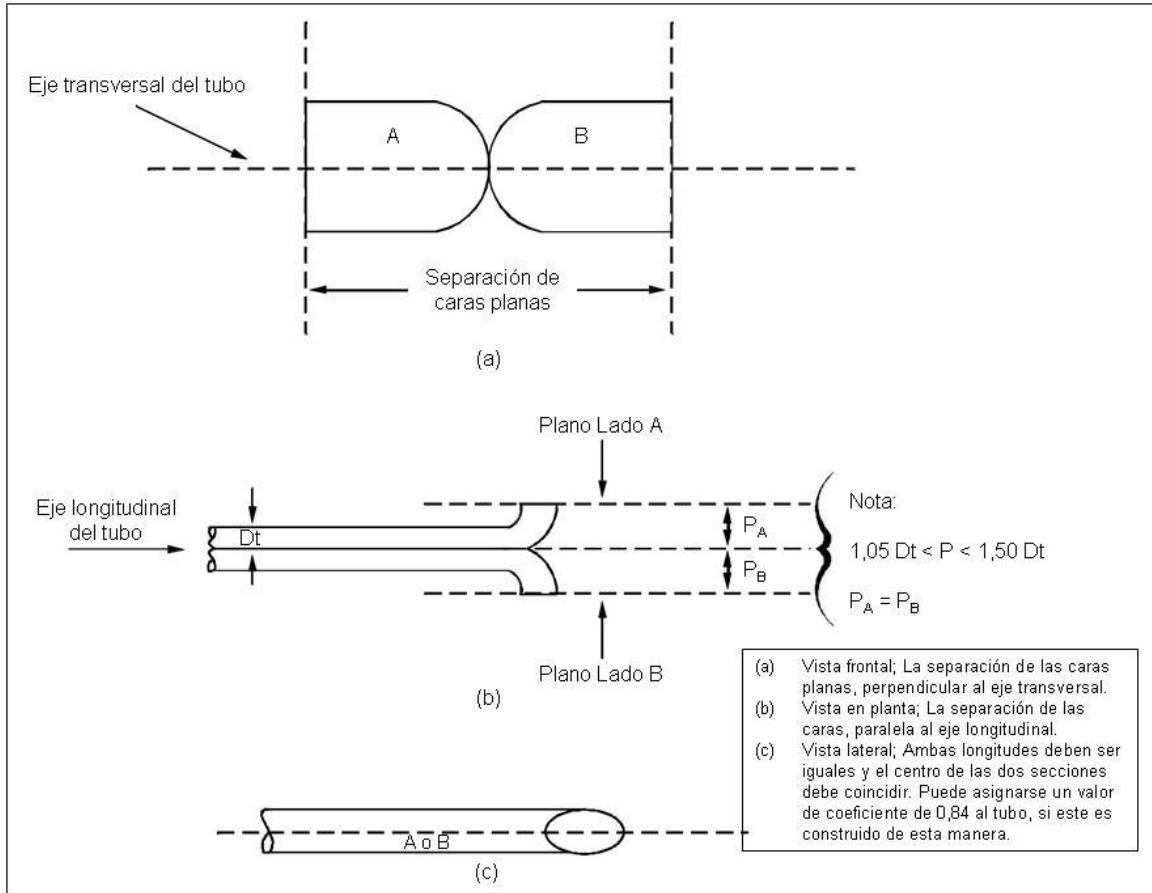 Eje transversal del tubo
A
B
Separación de
caras planas
(a)
Plano Lado A
Eje longitudinal
del tubo
Dt
P_A
P_B
Nota:
1,05 Dt < P < 1,50 Dt
P_A = P_B
Plano Lado B
(b)
(a) Vista frontal; La separación de las caras
planas, perpendicular al eje transversal.
(b) Vista en planta; La separación de las
caras, paralela al eje longitudinal.
(c) Vista lateral; Ambas longitudes deben ser
iguales y el centro de las dos secciones
debe coincidir. Puede asignarse un valor
de coeficiente de 0,84 al tubo, si este es
construido de esta manera.
A o B
(c)